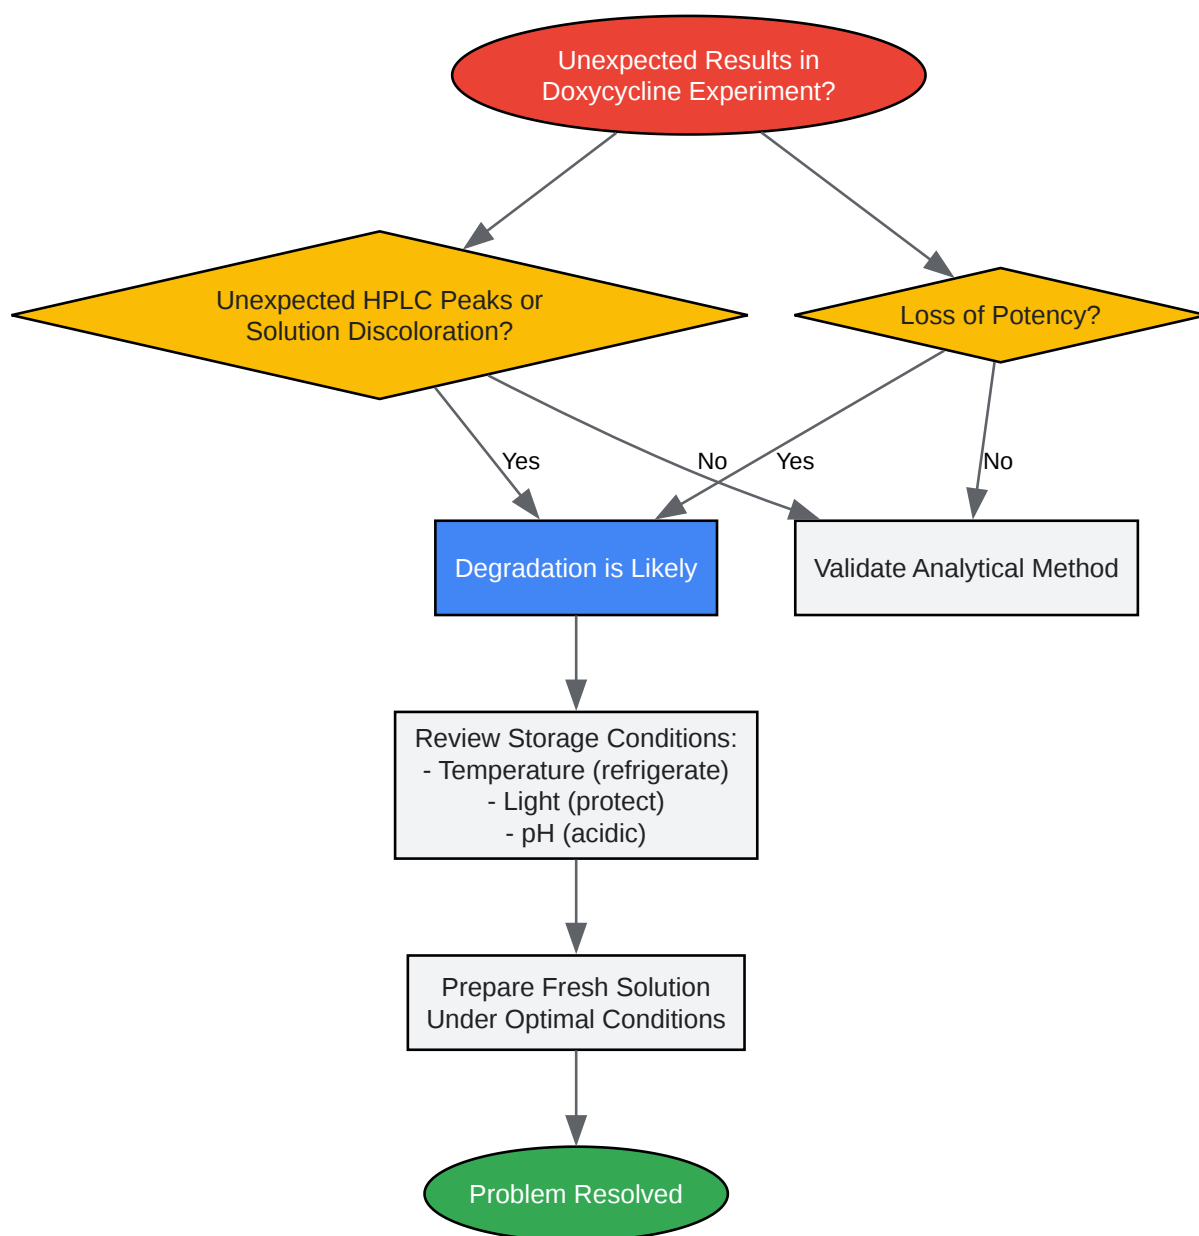 Unexpected Results in
Doxycycline Experiment?
Unexpected HPLC Peaks or
Solution Discoloration?
Loss of Potency?
Yes
No
Yes
No
Degradation is Likely
Validate Analytical Method
Review Storage Conditions:
- Temperature (refrigerate)
- Light (protect)
- pH (acidic)
Prepare Fresh Solution
Under Optimal Conditions
Problem Resolved